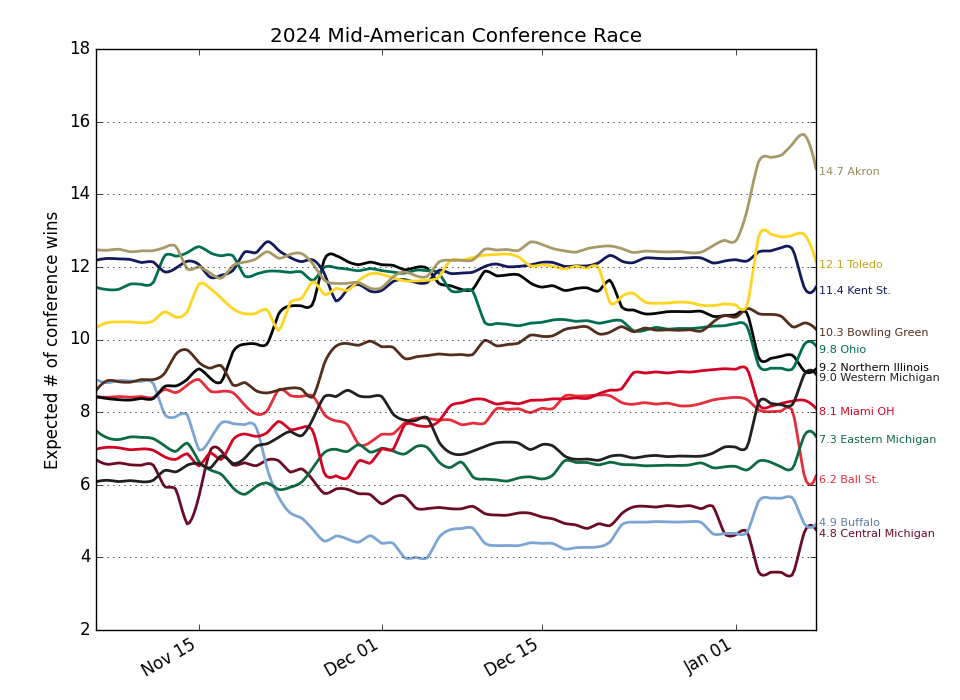 2024 Mid-American Conference Race
Expected # of conference wins
18
16
14
12
10
8
6
4
2
Nov 15
Dec 01
Dec 15
Jan 01
14.7 Akron
12.1 Toledo
11.4 Kent St.
10.3 Bowling Green
9.8 Ohio
9.2 Northern Illinois
9.0 Western Michigan
8.1 Miami OH
7.3 Eastern Michigan
6.2 Ball St.
4.9 Buffalo
4.8 Central Michigan